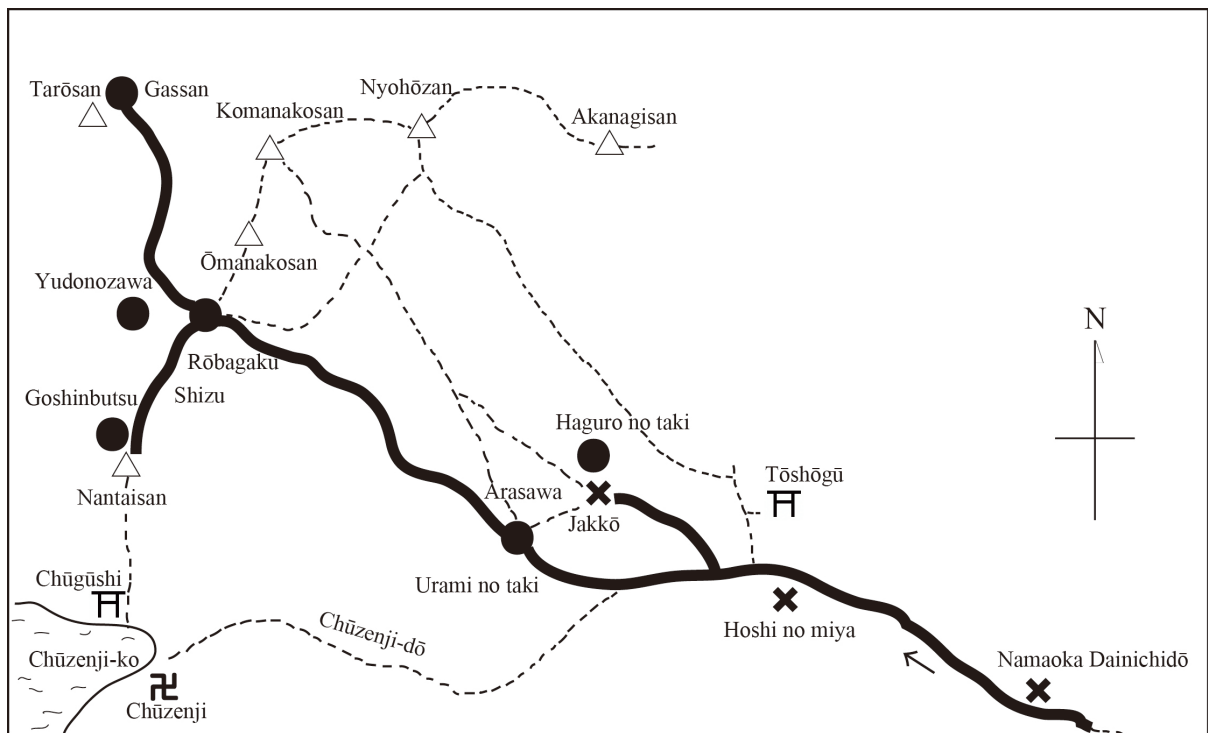 Tarōsan
Gassan
Komanakosan
Nyohōzan
Akanagisan
Ōmanakosan
Yudonozawa
Rōbagaku
Shizu
Goshinbutsu
Nantaisan
Haguro no taki
Arasawa
Jakkō
Tōshōgū
N
Urami no taki
Chūgūshi
Chūzenji-dō
Hoshi no miya
Chūzenji-ko
Namaoka Dainichidō
卍
Chūzenji